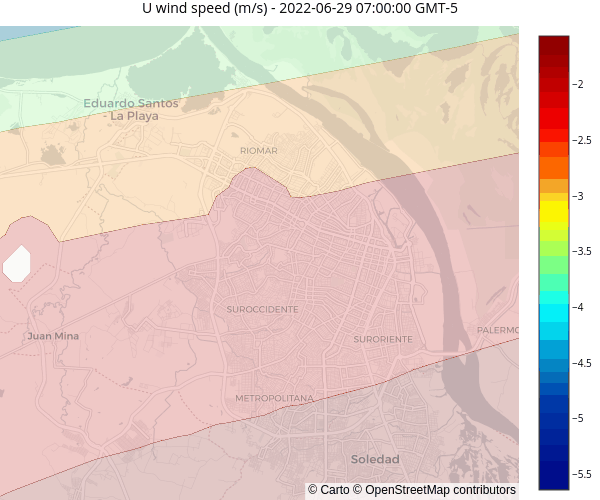 U wind speed (m/s) - 2022-06-29 07:00:00 GMT-5
Eduardo Santos
- La Playa
RIOMAR
SUROCCIDENTE
Juan Mina
SURORIENTE
PALERMO
METROPOLITANA
Soledad
© Carto © OpenStreetMap contributors
−2
−2.5
−3
−3.5
−4
−4.5
−5
−5.5